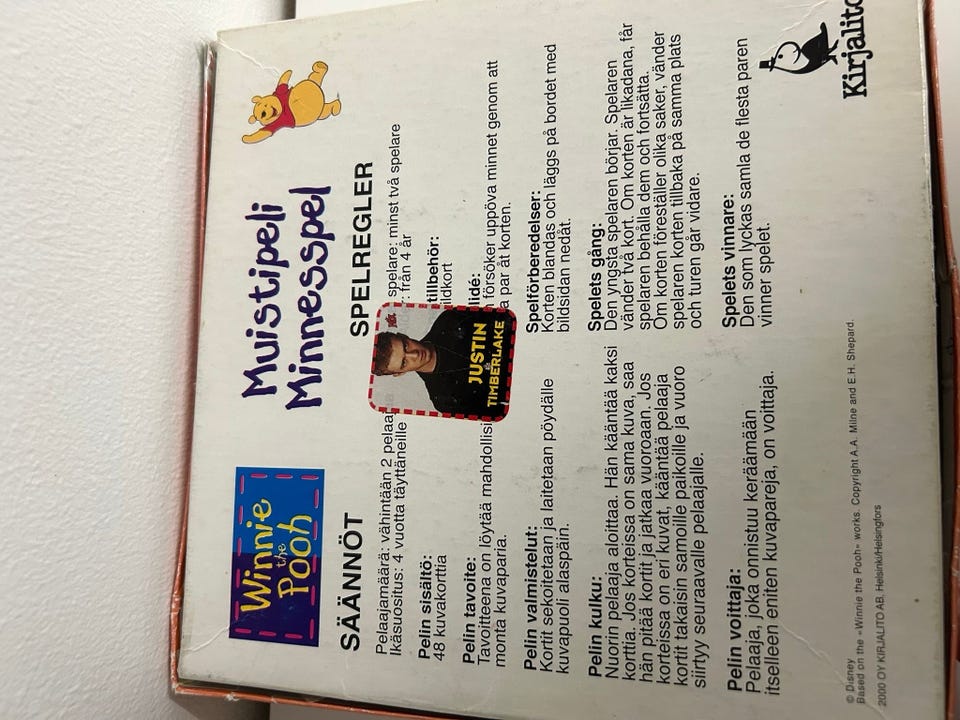 Winnie
the
Pooh
Muistipeli
Minnesspel
SÄÄNNÖT
Pelaajamäärä: vähintään 2 pelaajaa
Ikäsuositus: 4 vuotta täyttäneille
Pelin sisältö:
48 kuvakorttia
Pelin tavoite:
Tavoitteena on löytää mahdollisi
monta kuvaparia.
Pelin valmistelut:
Kortit sekoitetaan ja laitetaan pöydälle
kuvapuoli alaspäin.
Pelin kulku:
Nuorin pelaaja aloittaa. Hän kääntää kaksi
korttia. Jos korteissa on sama kuva, saa
hän pitää kortit ja jatkaa vuoroaan. Jos
korteissa on eri kuvat, kääntää pelaaja
kortit takaisin samoille paikoille ja vuoro
siirtyy seuraavalle pelaajalle.
Pelin voittaja:
Pelaaja, joka onnistuu keräämään
itselleen eniten kuvapareja, on voittaja.
SPELREGLER
spelare: minst två spelare
: från 4 år
tillbehör:
ildkort
idé:
försöker uppöva minnet genom att
a par åt korten.
Spelförberedelser:
Korten blandas och läggs på bordet med
bildsidan nedåt.
Spelets gång:
Den yngsta spelaren börjar. Spelaren
vänder två kort. Om korten är likadana, får
spelaren behålla dem och fortsätta.
Om korten föreställer olika saker, vänder
spelaren korten tillbaka på samma plats
och turen går vidare.
Spelets vinnare:
Den som lyckas samla de flesta paren
vinner spelet.
JUSTIN
TIMBERLAKE
© Disney
Based on the «Winnie the Pooh» works. Copyright A.A. Milne and E.H. Shepard.
2000 OY KIRJALITO AB, Helsinki/Helsingfors
Kirjalito